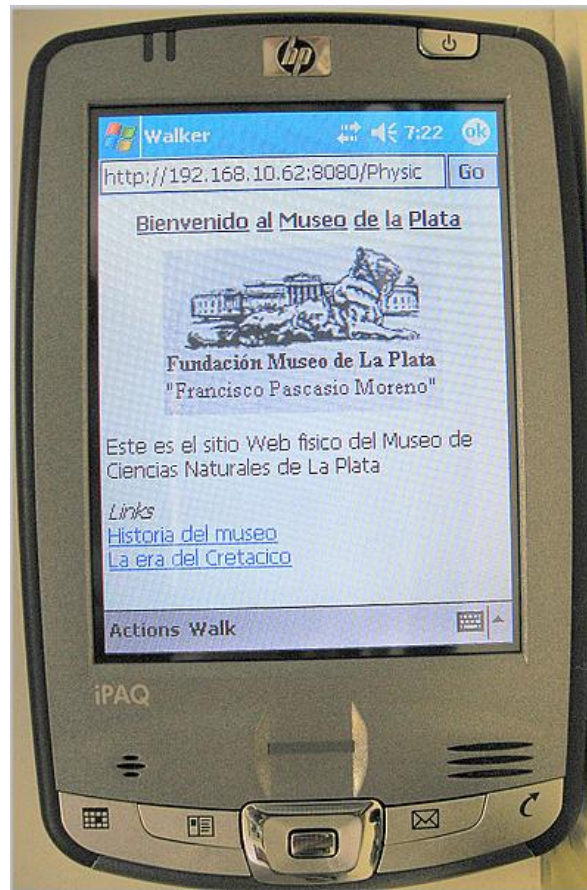 hp
Walker 7:22 ok
http://192.168.10.62:8080/Physic Go
Bienvenido al Museo de la Plata
Fundación Museo de La Plata
"Francisco Pascasio Moreno"
Este es el sitio Web fisico del Museo de
Ciencias Naturales de La Plata
Links
Historia del museo
La era del Cretacico
Actions Walk
iPAQ